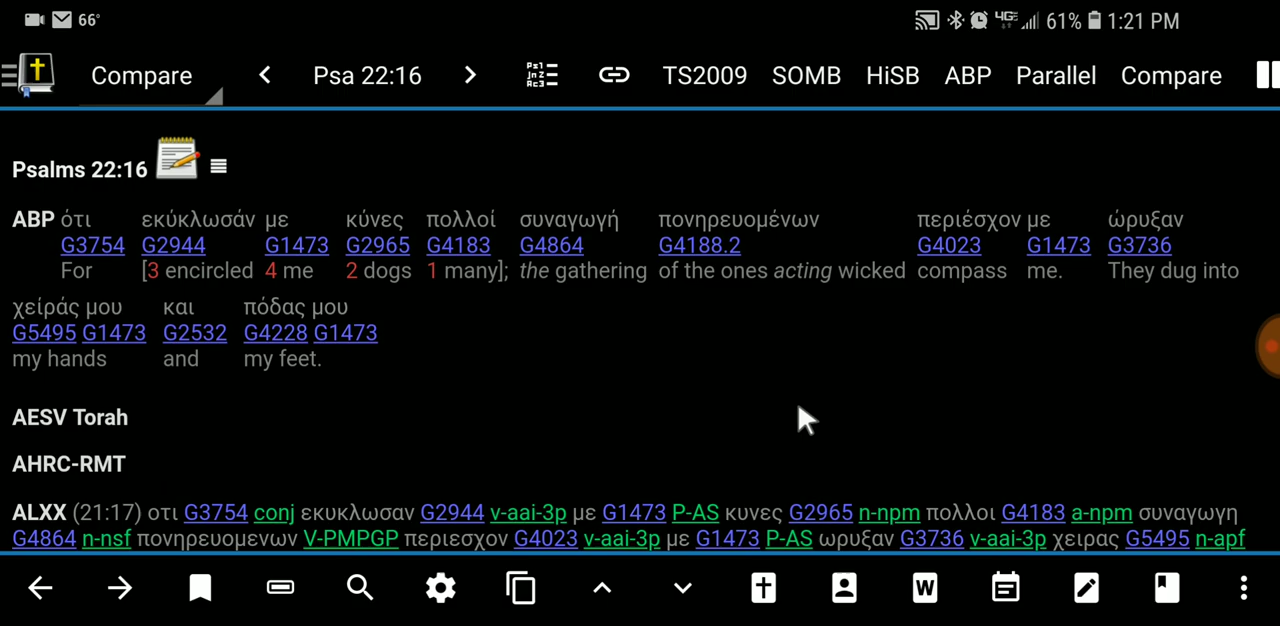 66° 4GE 61% 1:21 PM
Compare < Psa 22:16 > Ps1 Jn2 Ac3 TS2009 SOMB HiSB ABP Parallel Compare
Psalms 22:16
ABP ότι εκύκλωσάν με κύνες πολλοί συναγωγή πονηρευομένων περιέσχον με ώρυξαν
G3754 G2944 G1473 G2965 G4183 G4864 G4188.2 G4023 G1473 G3736
For [3 encircled 4 me 2 dogs 1 many]; the gathering of the ones acting wicked compass me. They dug into
χείράς μου και πόδας μου
G5495 G1473 G2532 G4228 G1473
my hands and my feet.
AESV Torah
AHRC-RMT
ALXX (21:17) οτι G3754 conj εκυκλωσαν G2944 v-aai-3p με G1473 P-AS κυνες G2965 n-npm πολλοι G4183 a-npm συναγωγη
G4864 n-nsf πονηρευομενων V-PMPGP περιεσχον G4023 v-aai-3p με G1473 P-AS ωρυξαν G3736 v-aai-3p χειρας G5495 n-apf
W